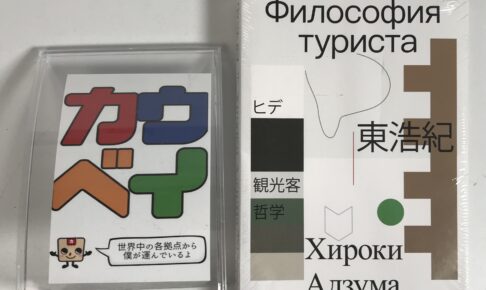 カウ
ベイ
世界中の各拠点から
僕が運んでいるよ
Философия
туриста
ヒデ
東浩紀
観光客
哲学
Хироки
Адзума